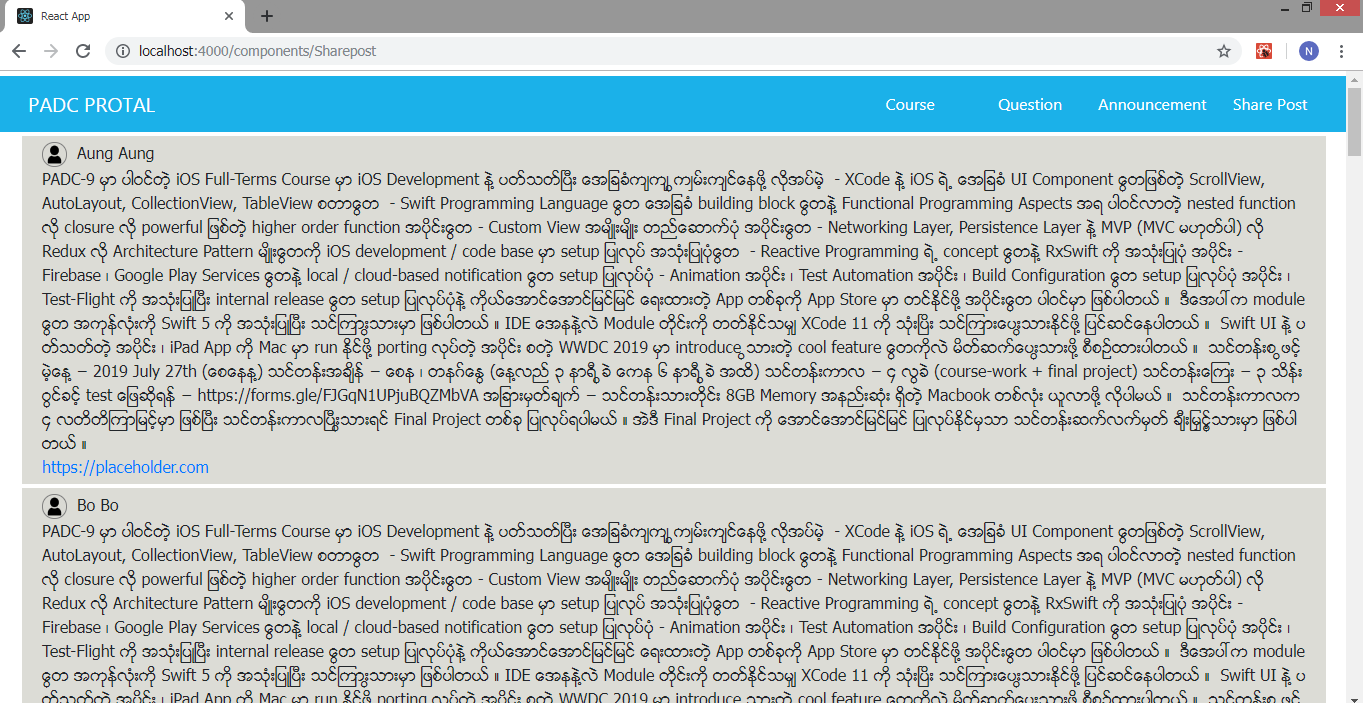 React App
localhost:4000/components/Sharepost
N
PADC PROTAL
Course
Question
Announcement
Share Post
Aung Aung
PADC-9 မှာ ပါဝင်တဲ့ iOS Full-Terms Course မှာ iOS Development နဲ့ ပတ်သတ်ပြီး အခြေခံကျကျ ကျွမ်းကျင်နေဖို့ လိုအပ်မဲ့ - XCode နဲ့ iOS ရဲ့ အခြေခံ UI Component တွေဖြစ်တဲ့ ScrollView,
AutoLayout, CollectionView, TableView စတာတွေ - Swift Programming Language တွေ အခြေခံ building block တွေနဲ့ Functional Programming Aspects အရ ပါဝင်လာတဲ့ nested function
လို closure လို powerful ဖြစ်တဲ့ higher order function အပိုင်းတွေ - Custom View အမျိုးမျိုး တည်ဆောက်ပုံ အပိုင်းတွေ - Networking Layer, Persistence Layer နဲ့ MVP (MVC မဟုတ်ပါ) လို
Redux လို Architecture Pattern မျိုးတွေကို iOS development / code base မှာ setup ပြုလုပ် အသုံးပြုပုံတွေ - Reactive Programming ရဲ့ concept တွေနဲ့ RxSwift ကို အသုံးပြုပုံ အပိုင်း -
Firebase ၊ Google Play Services တွေနဲ့ local / cloud-based notification တွေ setup ပြုလုပ်ပုံ - Animation အပိုင်း ၊ Test Automation အပိုင်း ၊ Build Configuration တွေ setup ပြုလုပ်ပုံ အပိုင်း ၊
Test-Flight ကို အသုံးပြုပြီး internal release တွေ setup ပြုလုပ်ပုံနဲ့ ကိုယ်အောင်အောင်မြင်မြင် ရေးထားတဲ့ App တစ်ခုကို App Store မှာ တင်နိုင်ဖို့ အပိုင်းတွေ ပါဝင်မှာ ဖြစ်ပါတယ် ။ ဒီအပေါ်က module
တွေ အကုန်လုံးကို Swift 5 ကို အသုံးပြုပြီး သင်ကြားသွားမှာ ဖြစ်ပါတယ် ။ IDE အနေနဲ့လဲ Module တိုင်းကို တတ်နိုင်သမျှ XCode 11 ကို သုံးပြီး သင်ကြားပေးသွားနိုင်ဖို့ ပြင်ဆင်နေပါတယ် ။ Swift UI နဲ့ ပ
တ်သတ်တဲ့ အပိုင်း ၊ iPad App ကို Mac မှာ run နိုင်ဖို့ porting လုပ်တဲ့ အပိုင်း စတဲ့ WWDC 2019 မှာ introduce သွားတဲ့ cool feature တွေကိုလဲ မိတ်ဆက်ပေးသွားဖို့ စီစဉ်ထားပါတယ် ။ သင်တန်းစဖွင့်
မဲ့နေ့ – 2019 July 27th (စနေနေ့) သင်တန်းအချိန် – စနေ ၊ တနင်္ဂနွေ (နေ့လည် ၃ နာရီခွဲ ကနေ ၆ နာရီခွဲ အထိ) သင်တန်းကာလ – ၄ လခွဲ (course-work + final project) သင်တန်းကြေး – ၃ သိန်း
ဝင်ခွင့် test ဖြေဆိုရန် – https://forms.gle/FJGqN1UPjuBQZMbVA အခြားမှတ်ချက် – သင်တန်းသားတိုင်း 8GB Memory အနည်းဆုံး ရှိတဲ့ Macbook တစ်လုံး ယူလာဖို့ လိုပါမယ် ။ သင်တန်းကာလက
၄ လတိတိကြာမြင့်မှာ ဖြစ်ပြီး သင်တန်းကာလပြီးသွားရင် Final Project တစ်ခု ပြုလုပ်ရပါမယ် ။ အဲဒီ Final Project ကို အောင်အောင်မြင်မြင် ပြုလုပ်နိုင်မှသာ သင်တန်းဆက်လက်မှတ် ချီးမြှင့်သွားမှာ ဖြစ်ပါ
တယ် ။
https://placeholder.com
Bo Bo
PADC-9 မှာ ပါဝင်တဲ့ iOS Full-Terms Course မှာ iOS Development နဲ့ ပတ်သတ်ပြီး အခြေခံကျကျ ကျွမ်းကျင်နေဖို့ လိုအပ်မဲ့ - XCode နဲ့ iOS ရဲ့ အခြေခံ UI Component တွေဖြစ်တဲ့ ScrollView,
AutoLayout, CollectionView, TableView စတာတွေ - Swift Programming Language တွေ အခြေခံ building block တွေနဲ့ Functional Programming Aspects အရ ပါဝင်လာတဲ့ nested function
လို closure လို powerful ဖြစ်တဲ့ higher order function အပိုင်းတွေ - Custom View အမျိုးမျိုး တည်ဆောက်ပုံ အပိုင်းတွေ - Networking Layer, Persistence Layer နဲ့ MVP (MVC မဟုတ်ပါ) လို
Redux လို Architecture Pattern မျိုးတွေကို iOS development / code base မှာ setup ပြုလုပ် အသုံးပြုပုံတွေ - Reactive Programming ရဲ့ concept တွေနဲ့ RxSwift ကို အသုံးပြုပုံ အပိုင်း -
Firebase ၊ Google Play Services တွေနဲ့ local / cloud-based notification တွေ setup ပြုလုပ်ပုံ - Animation အပိုင်း ၊ Test Automation အပိုင်း ၊ Build Configuration တွေ setup ပြုလုပ်ပုံ အပိုင်း ၊
Test-Flight ကို အသုံးပြုပြီး internal release တွေ setup ပြုလုပ်ပုံနဲ့ ကိုယ်အောင်အောင်မြင်မြင် ရေးထားတဲ့ App တစ်ခုကို App Store မှာ တင်နိုင်ဖို့ အပိုင်းတွေ ပါဝင်မှာ ဖြစ်ပါတယ် ။ ဒီအပေါ်က module
တွေ အကုန်လုံးကို Swift 5 ကို အသုံးပြုပြီး သင်ကြားသွားမှာ ဖြစ်ပါတယ် ။ IDE အနေနဲ့လဲ Module တိုင်းကို တတ်နိုင်သမျှ XCode 11 ကို သုံးပြီး သင်ကြားပေးသွားနိုင်ဖို့ ပြင်ဆင်နေပါတယ် ။ Swift UI နဲ့ ပ
တ်သတ်တဲ့ အပိုင်း ၊ iPad App ကို Mac မှာ run နိုင်ဖို့ porting လုပ်တဲ့ အပိုင်း စတဲ့ WWDC 2019 မှာ introduce သွားတဲ့ cool feature တွေကိုလဲ မိတ်ဆက်ပေးသွားဖို့ စီစဉ်ထားပါတယ် ။ သင်တန်းစဖွင့်